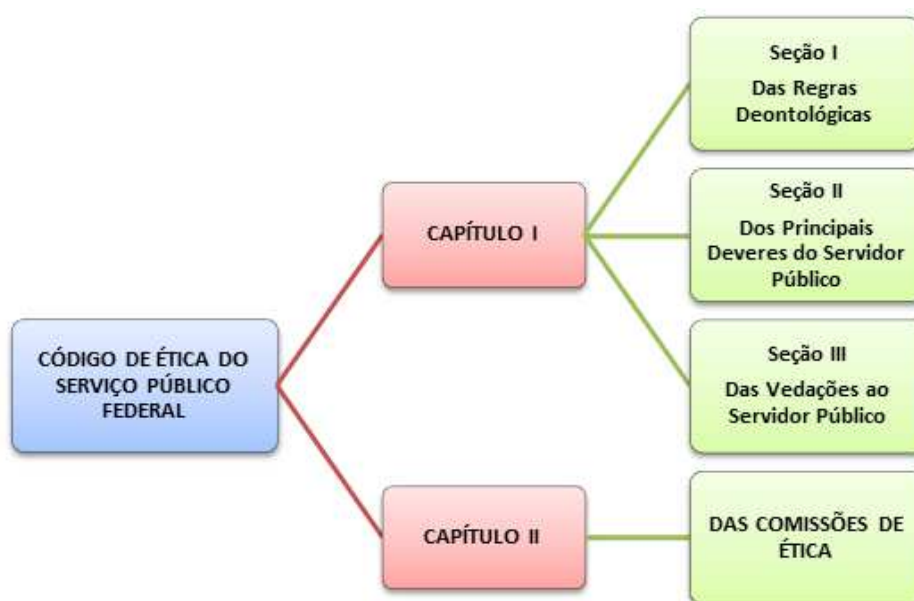 CÓDIGO DE ÉTICA DO
SERVIÇO PÚBLICO
FEDERAL
CAPÍTULO I
Seção I
Das Regras
Deontológicas
Seção II
Dos Principais
Deveres do Servidor
Público
Seção III
Das Vedações ao
Servidor Público
CAPÍTULO II
DAS COMISSÕES DE
ÉTICA